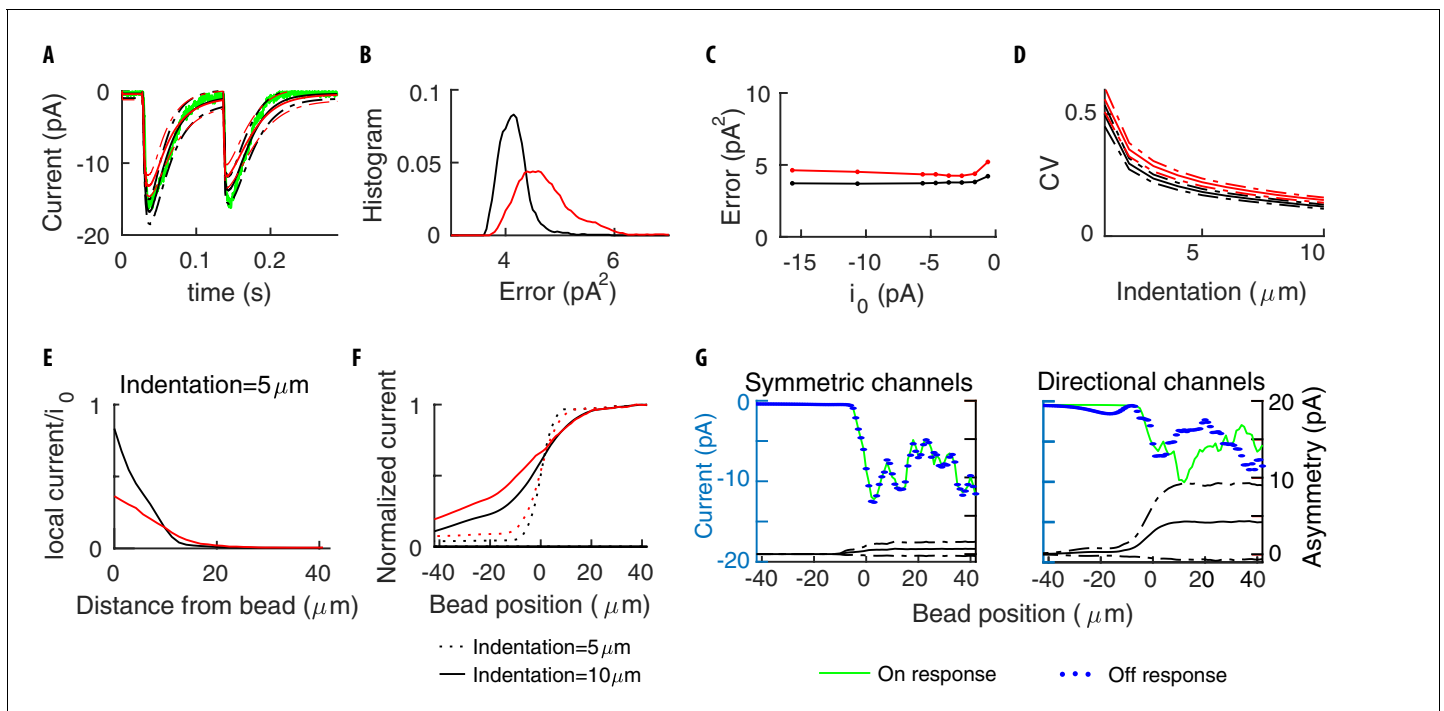 A
Current (pA)
0
-10
-20
0
0.1
0.2
time (s)
B
Histogram
0.1
0.05
0
4
6
Error (pA²)
C
Error (pA²)
10
5
0
-15
-10
-5
0
i₀ (pA)
D
CV
0.5
0
5
10
Indentation (μm)
E
Indentation=5μm
local current/i₀
1
0
0
20
40
Distance from bead (μm)
F
Normalized current
1
0
-40
-20
0
20
40
Bead position (μm)
Indentation=5μm
Indentation=10μm
G
Symmetric channels
Directional channels
Current (pA)
0
-10
-20
-40
-20
0
20
40
-40
-20
0
20
40
20
10
0
Asymmetry (pA)
Bead position (μm)
On response
Off response